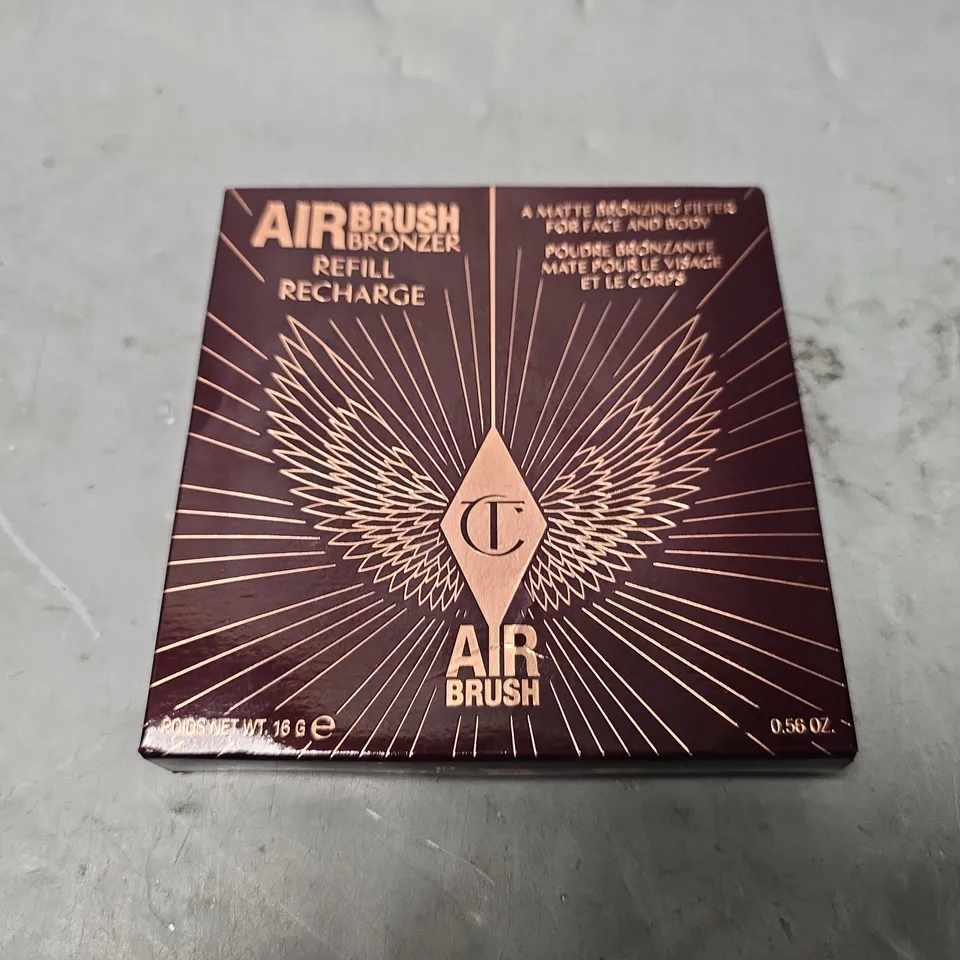 AIRBRUSH
BRONZER
REFILL
RECHARGE
A MATTE BRONZING FILTER
FOR FACE AND BODY
POUDRE BRONZANTE
MATE POUR LE VISAGE
ET LE CORPS
CT
AIR
BRUSH
POIDS NET WT. 16 G ℮
0.56 OZ.